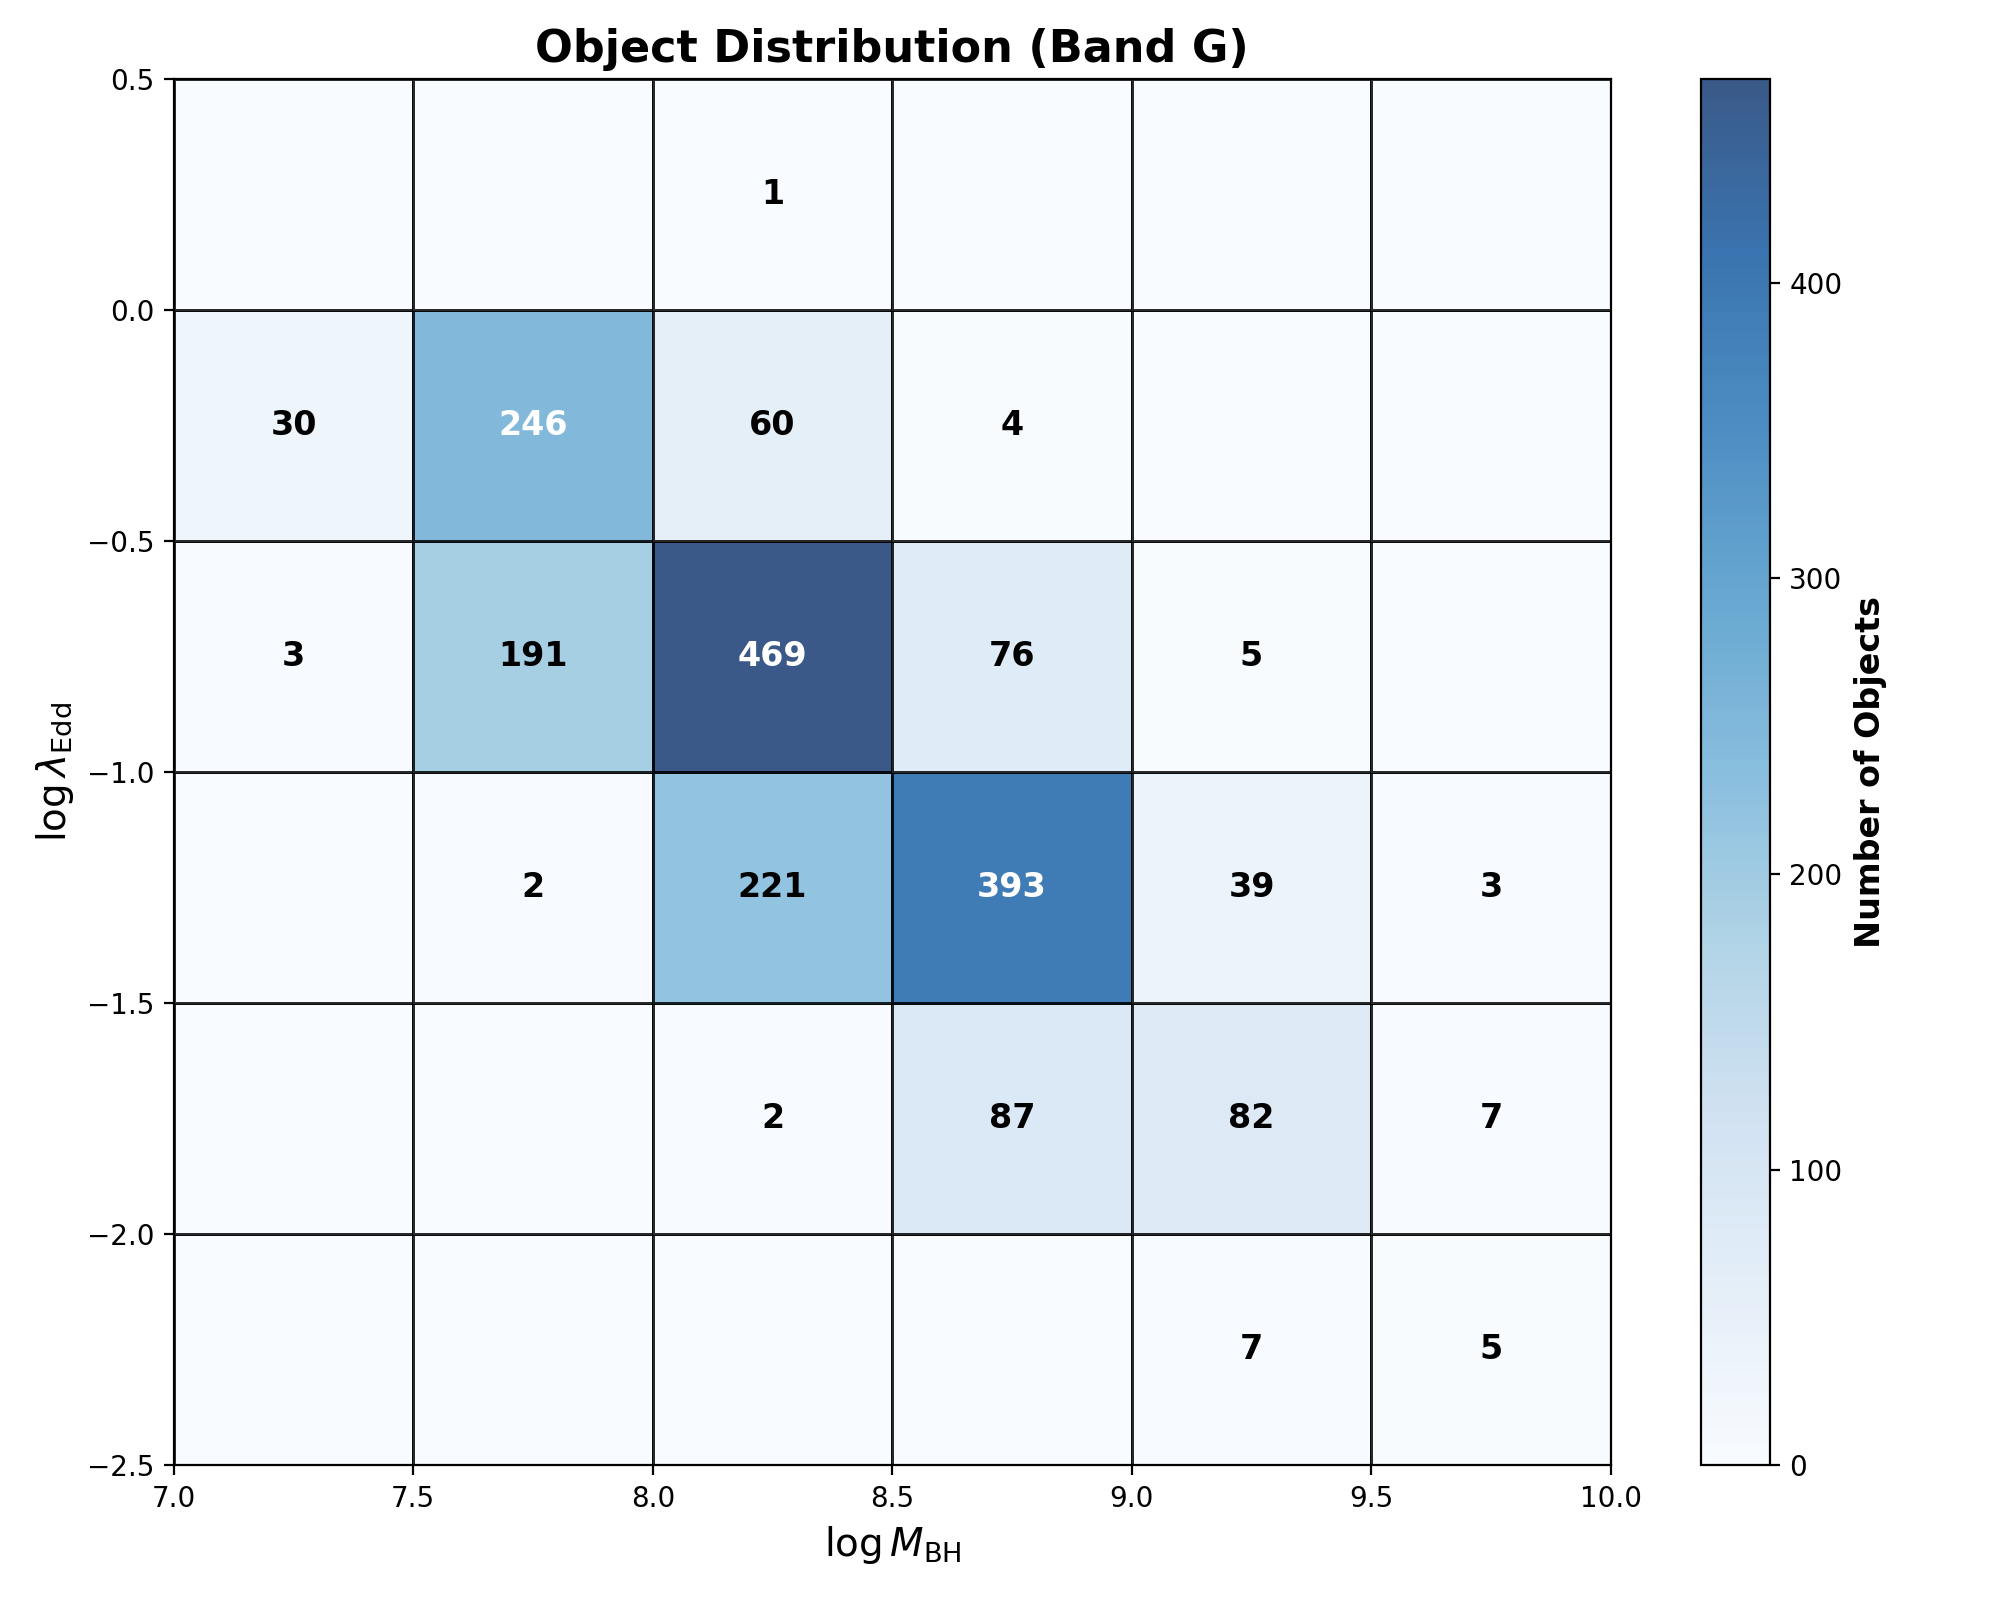 Object Distribution (Band G)
0.5
1
0.0
30 246 60 4
−0.5
3 191 469 76 5
−1.0
2 221 393 39 3
−1.5
2 87 82 7
−2.0
7 5
−2.5
7.0 7.5 8.0 8.5 9.0 9.5 10.0
log M_BH
log λ_Edd
400
300
200
100
0
Number of Objects